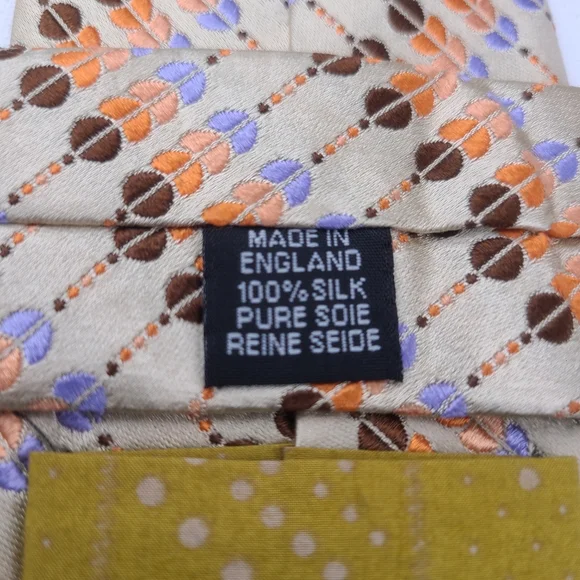 MADE IN
ENGLAND
100% SILK
PURE SOIE
REINE SEIDE